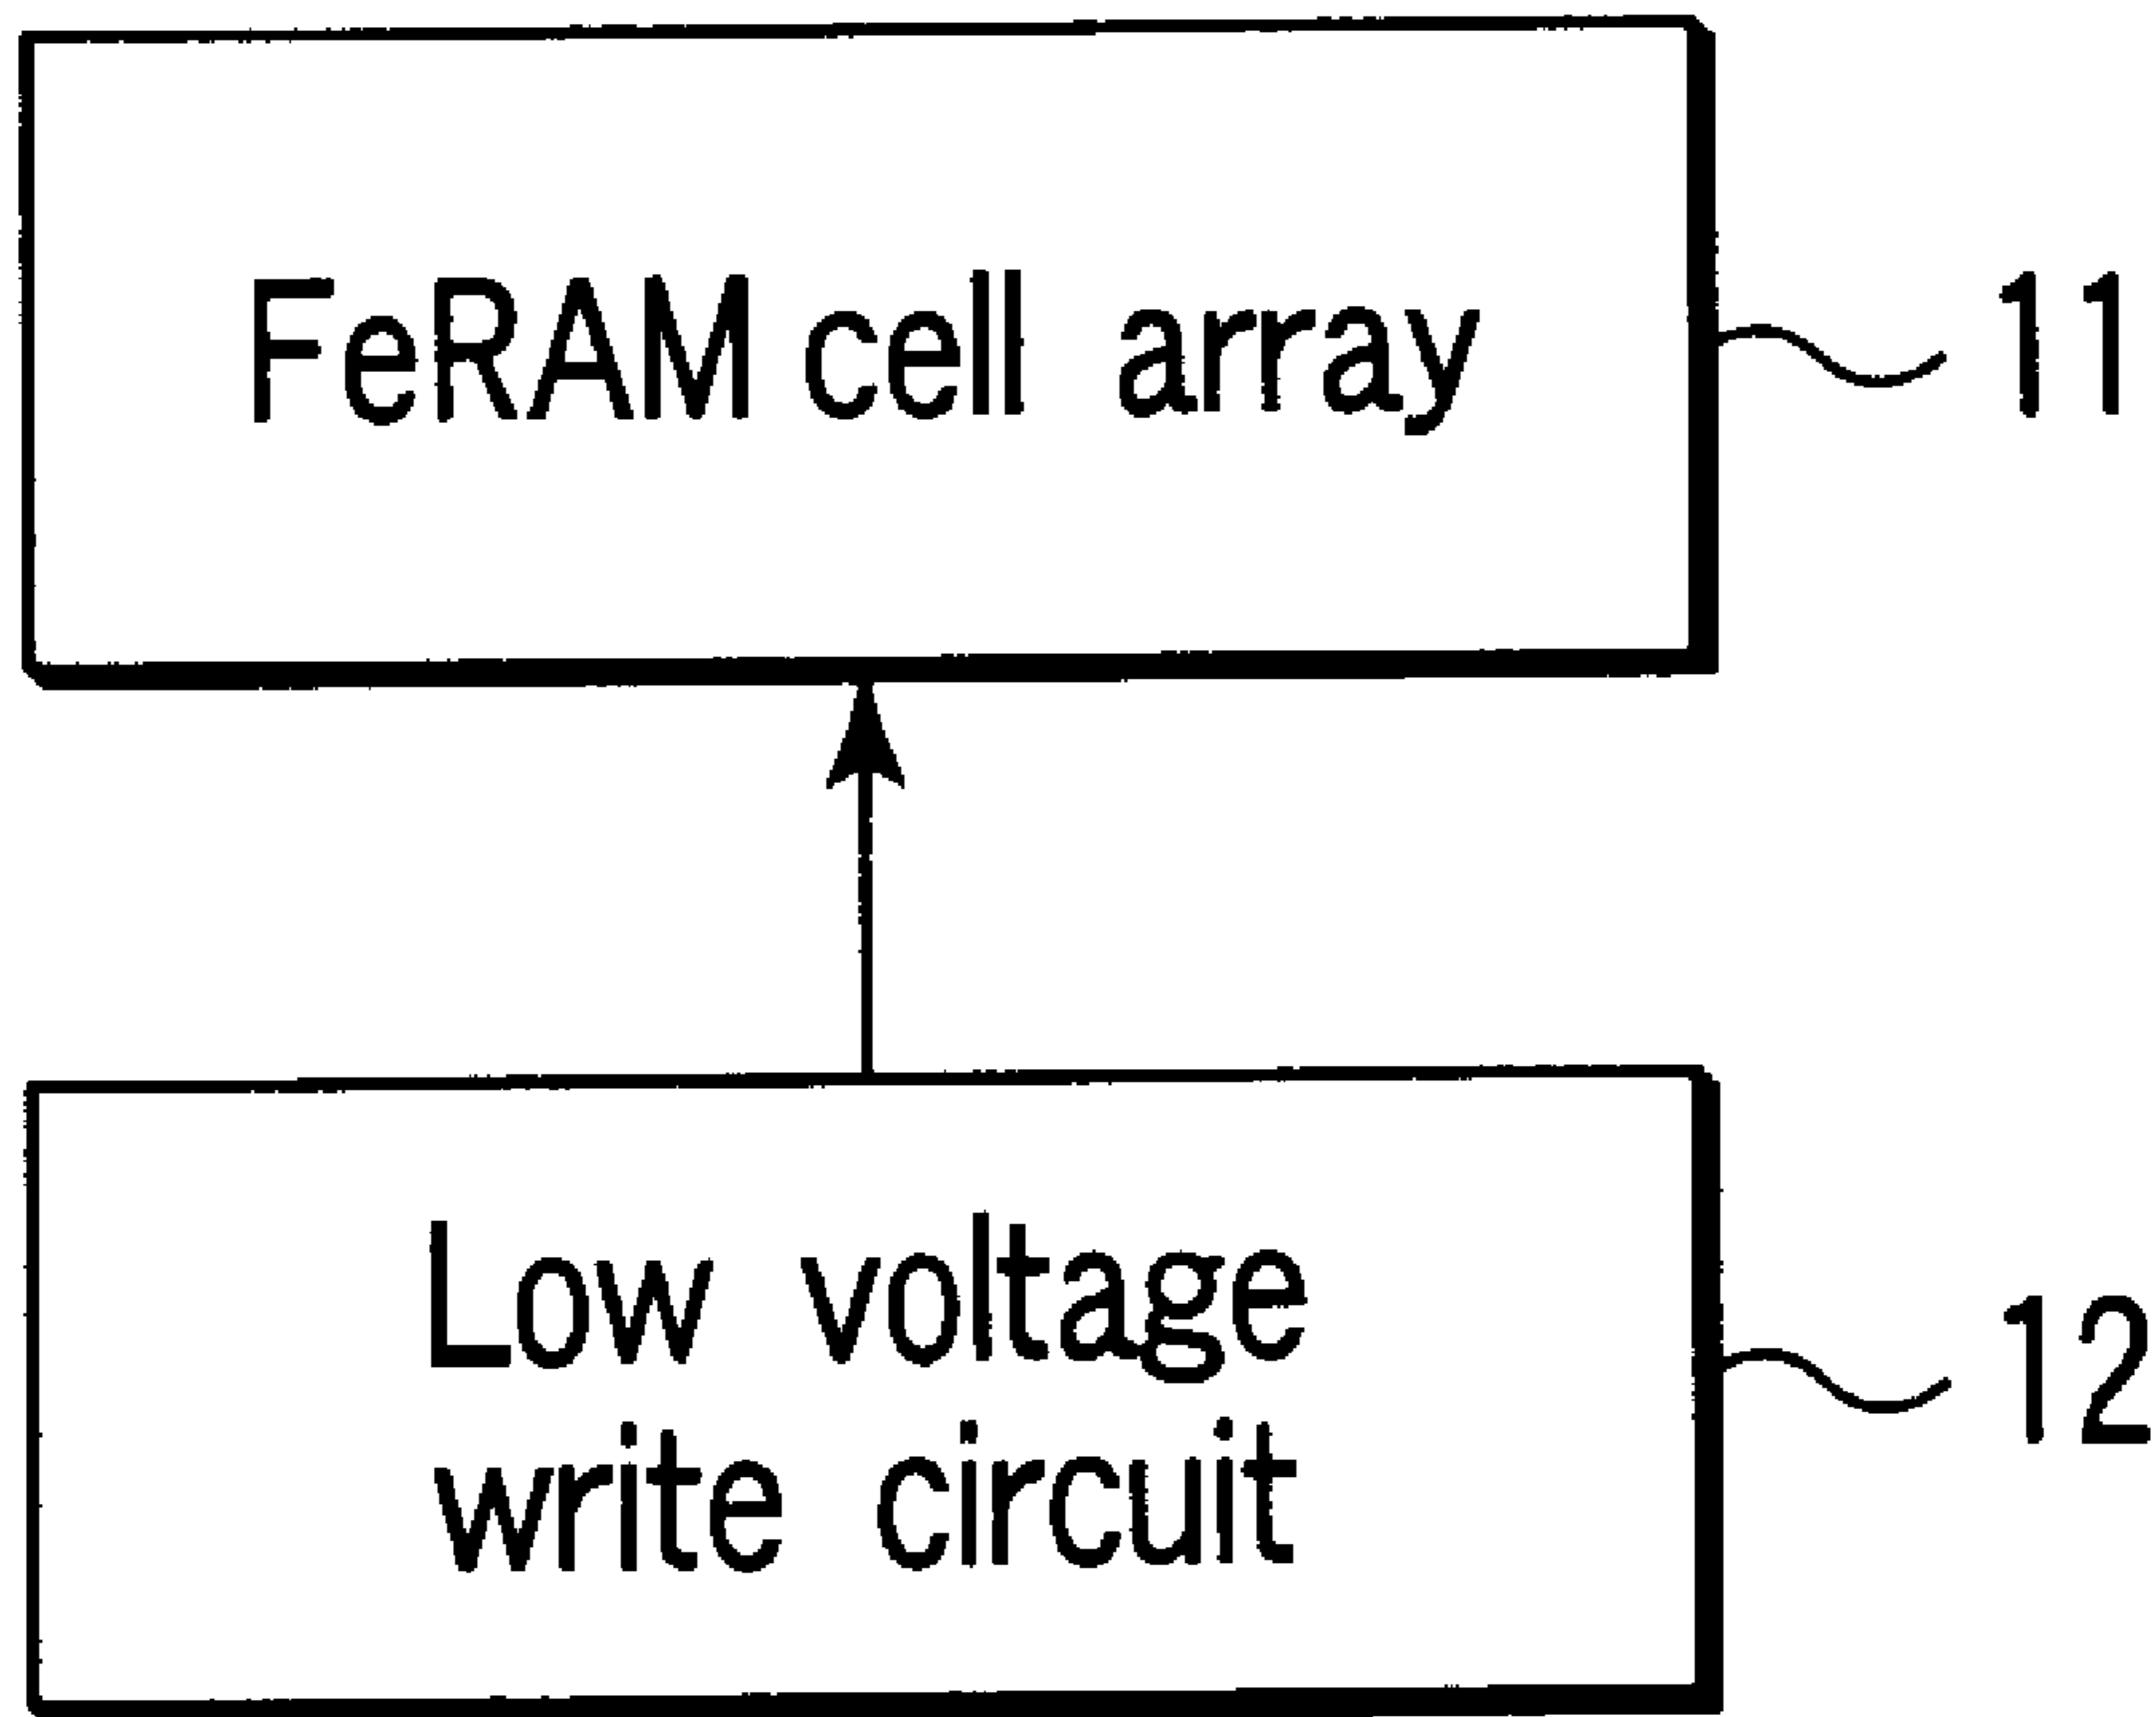 FeRAM cell array
11
Low voltage
write circuit
12